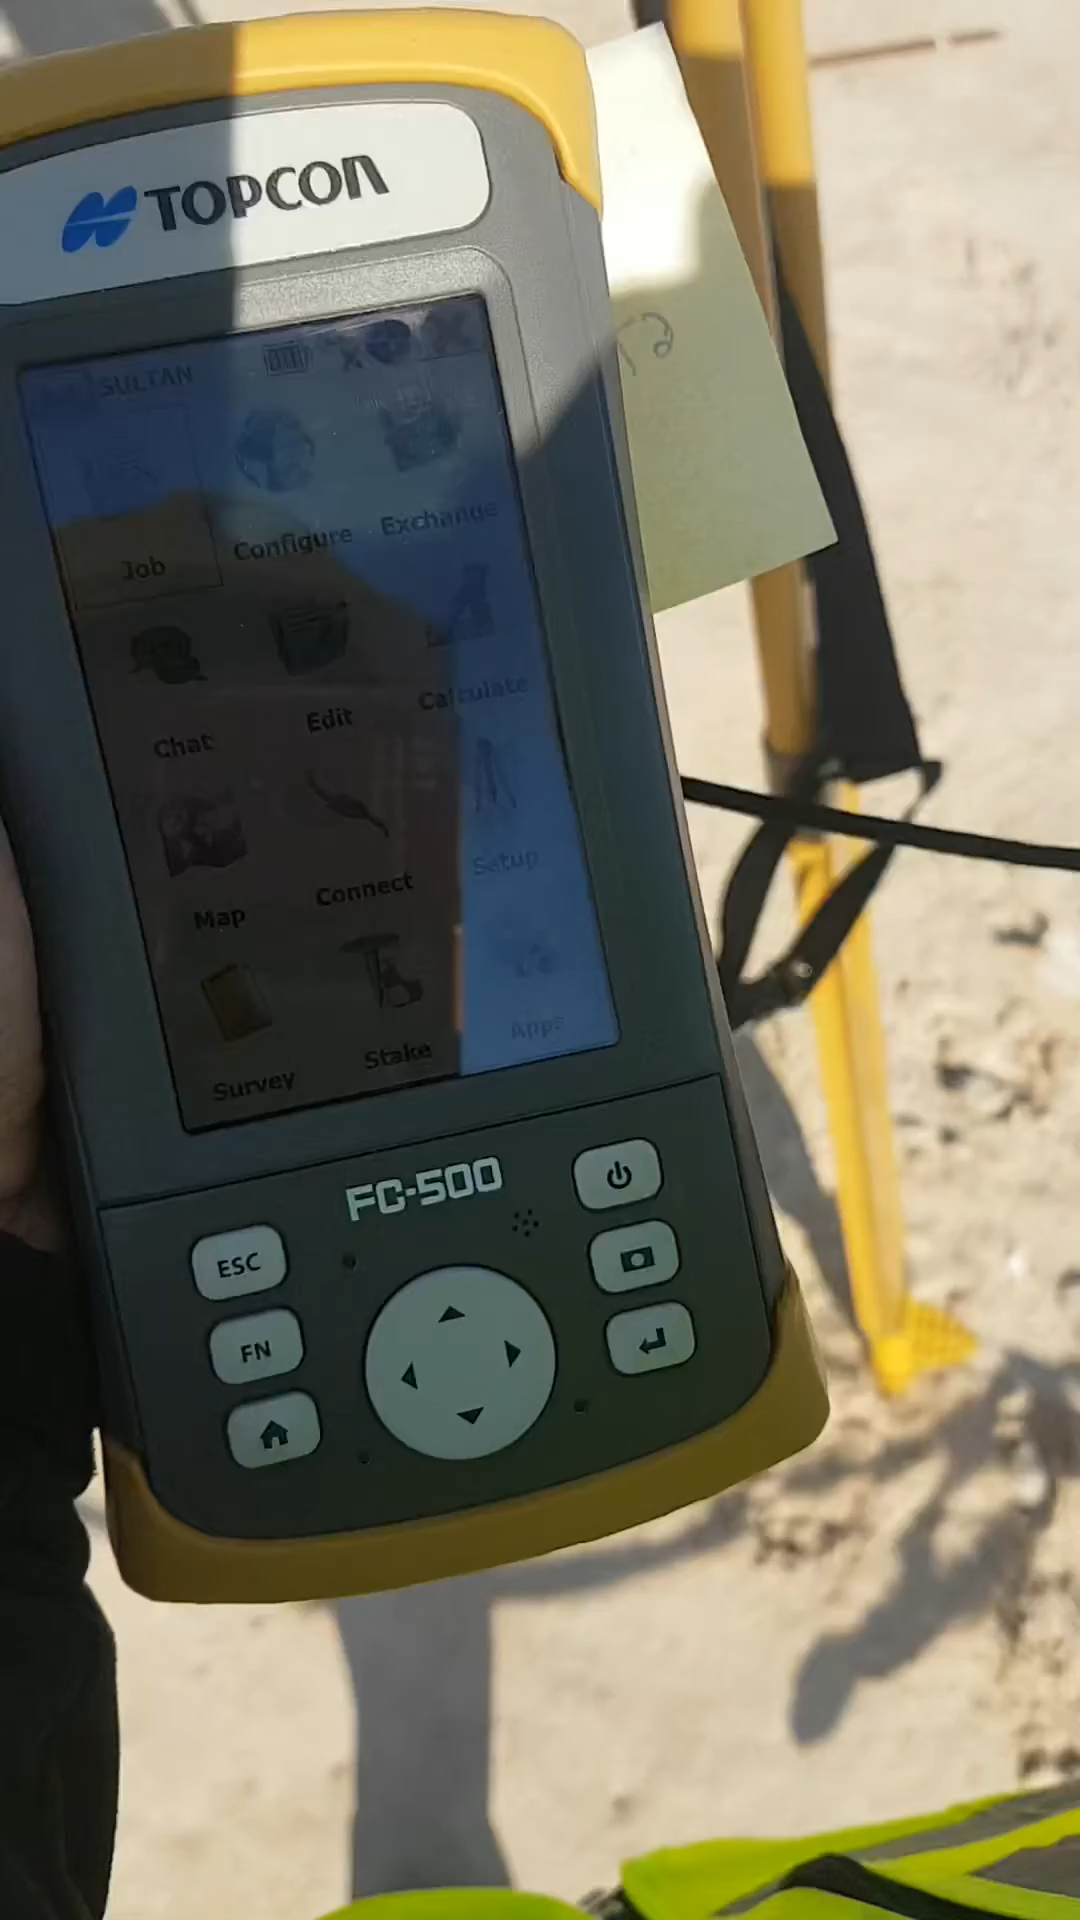 TOPCON
SULTAN
Job
Configure
Exchange
Chat
Edit
Calculate
Map
Connect
Setup
Survey
Stake
Apps
FC-500
ESC
FN